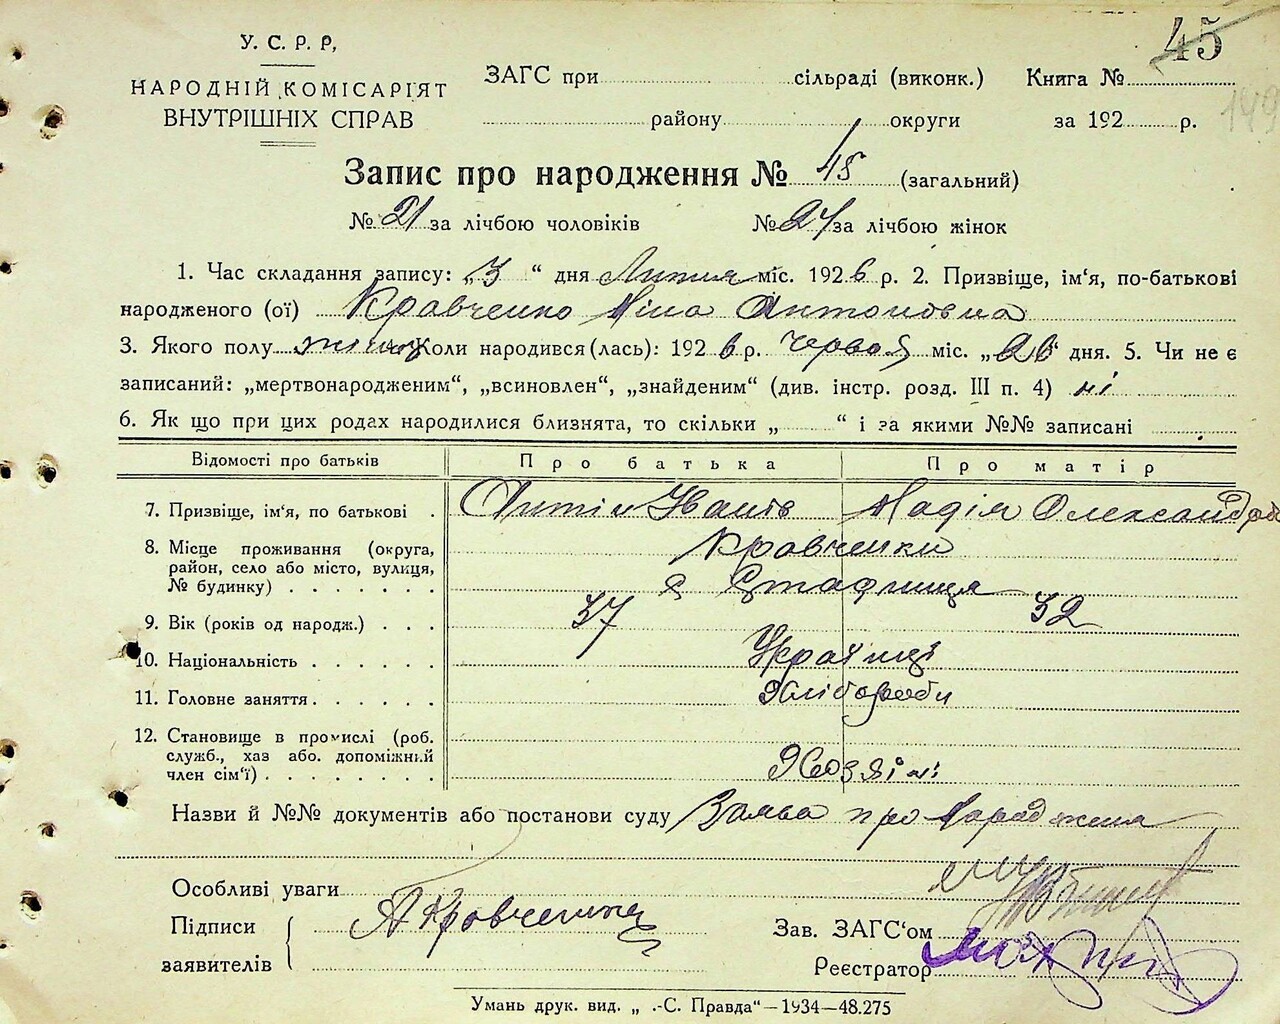 45
У. С. Р. Р,
НАРОДНІЙ КОМІСАРІЯТ
ВНУТРІШНІХ СПРАВ
ЗАГС при сільраді (виконк.) Книга №
району округи за 192 р.
149
Запис про народження № 45 (загальний)
№ 21 за лічбою чоловіків № 24 за лічбою жінок
1. Час складання запису: „3“ дня Липня міс. 1926 р. 2. Призвіще, ім'я, по-батькові
народженого (ої) Кравченко Ніна Антоновна
3. Якого полу жіноч Коли народився(лась): 1926 р. Червня міс. „26“ дня. 5. Чи не є
записаний: „мертвонародженим“, „всиновлен“, „знайденим“ (див. інстр. розд. III п. 4) ні
6. Як що при цих родах народилися близнята, то скільки „ “ і за якими №№ записані
Відомості про батьків Про батька Про матір
7. Призвіще, ім'я, по батькові . Антін Іванів Надія Олександров
8. Місце проживання (округа, Кравченки
район, село або місто, вулиця,
№ будинку) . . . . . . . с Стадниця
9. Вік (років од народж.) . . . 37 32
10. Національність . . . . . . Українці
11. Головне заняття . . . . . . Хлібороби
12. Становище в промислі (роб.
служб., хаз або. допоміжний
член сім'ї) . . . . . . . . Хозяїни
Назви й №№ документів або постанови суду Заява про народження
Особливі уваги
Підписи А Кравченко Зав. ЗАГС'ом
заявителів Реєстратор
Умань друк. вид. „ .-С. Правда“—1934—48.275